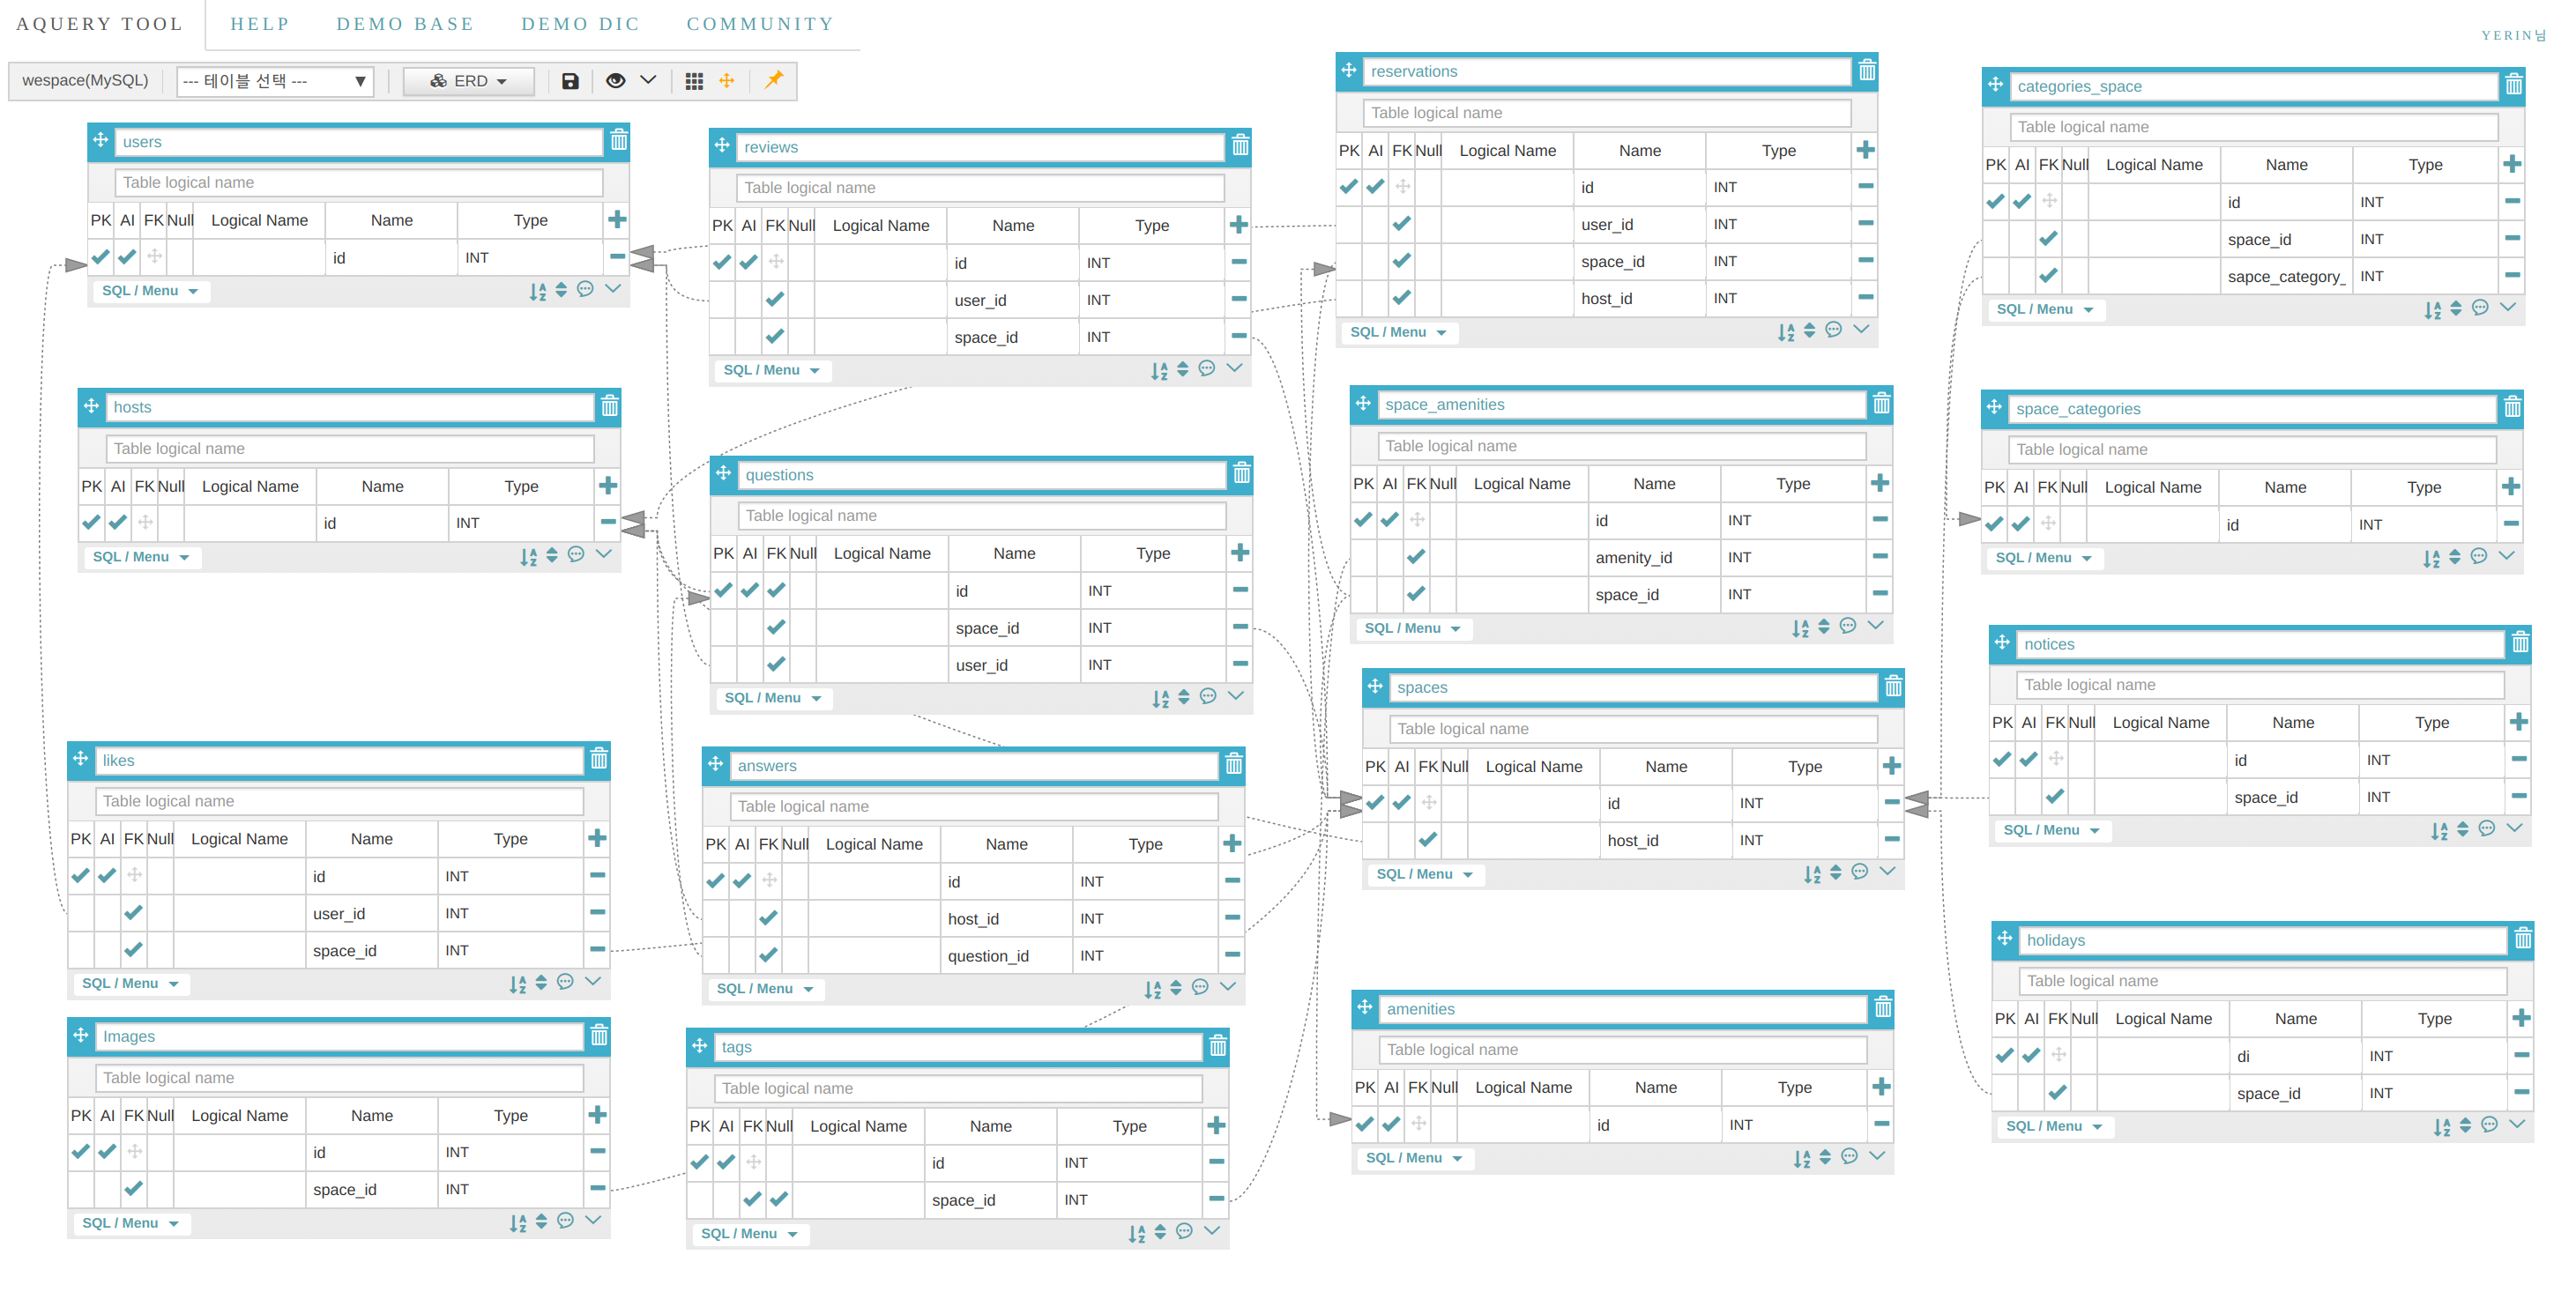 AQUERY TOOL HELP DEMO BASE DEMO DIC COMMUNITY
YERIN님
wespace(MySQL) --- 테이블 선택 --- ERD
users
Table logical name
PK AI FK Null Logical Name Name Type
id INT
SQL / Menu
hosts
Table logical name
PK AI FK Null Logical Name Name Type
id INT
SQL / Menu
likes
Table logical name
PK AI FK Null Logical Name Name Type
id INT
user_id INT
space_id INT
SQL / Menu
Images
Table logical name
PK AI FK Null Logical Name Name Type
id INT
space_id INT
SQL / Menu
reviews
Table logical name
PK AI FK Null Logical Name Name Type
id INT
user_id INT
space_id INT
SQL / Menu
questions
Table logical name
PK AI FK Null Logical Name Name Type
id INT
space_id INT
user_id INT
SQL / Menu
answers
Table logical name
PK AI FK Null Logical Name Name Type
id INT
host_id INT
question_id INT
SQL / Menu
tags
Table logical name
PK AI FK Null Logical Name Name Type
id INT
space_id INT
SQL / Menu
reservations
Table logical name
PK AI FK Null Logical Name Name Type
id INT
user_id INT
space_id INT
host_id INT
SQL / Menu
space_amenities
Table logical name
PK AI FK Null Logical Name Name Type
id INT
amenity_id INT
space_id INT
SQL / Menu
spaces
Table logical name
PK AI FK Null Logical Name Name Type
id INT
host_id INT
SQL / Menu
amenities
Table logical name
PK AI FK Null Logical Name Name Type
id INT
SQL / Menu
categories_space
Table logical name
PK AI FK Null Logical Name Name Type
id INT
space_id INT
sapce_category_ INT
SQL / Menu
space_categories
Table logical name
PK AI FK Null Logical Name Name Type
id INT
SQL / Menu
notices
Table logical name
PK AI FK Null Logical Name Name Type
id INT
space_id INT
SQL / Menu
holidays
Table logical name
PK AI FK Null Logical Name Name Type
di INT
space_id INT
SQL / Menu